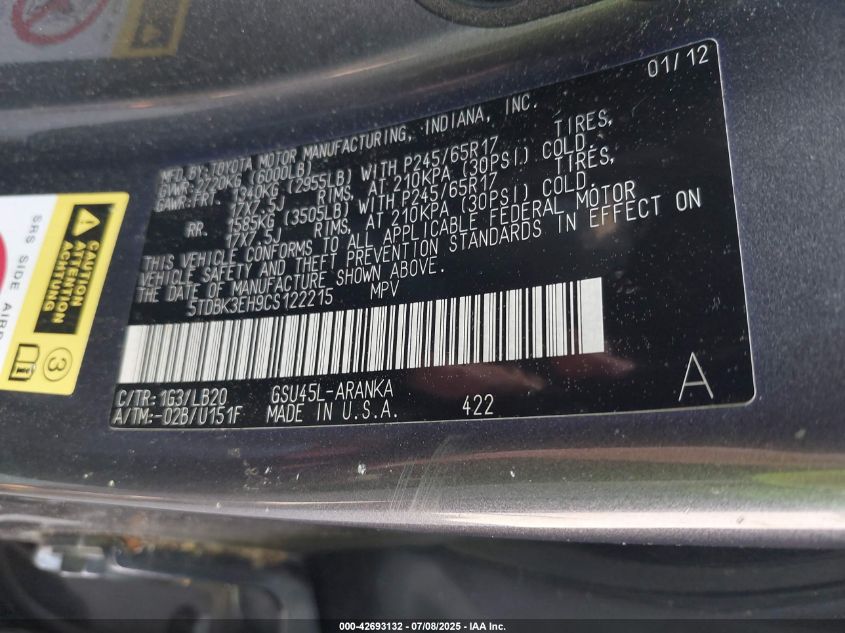 01/12
MFD.BY:TOYOTA MOTOR MANUFACTURING, INDIANA, INC.
GVWR:2720KG (6000LB)
GAWR:FRT. 1340KG (2955LB) WITH P245/65R17 TIRES,
17X7.5J RIMS, AT 210KPA (30PSI) COLD.
RR. 1585KG (3505LB) WITH P245/65R17 TIRES,
17X7.5J RIMS, AT 210KPA (30PSI) COLD.
THIS VEHICLE CONFORMS TO ALL APPLICABLE FEDERAL MOTOR
VEHICLE SAFETY AND THEFT PREVENTION STANDARDS IN EFFECT ON
THE DATE OF MANUFACTURE SHOWN ABOVE.
5TDBK3EH9CS122215 MPV
C/TR:1G3/LB20 GSU45L-ARANKA
A/TM:-02B/U151F MADE IN U.S.A. 422
A
SRS SIDE AIRB
CAUTION
ATTENTION
ACHTUNG
3
000-42693132 - 07/08/2025 - IAA Inc.